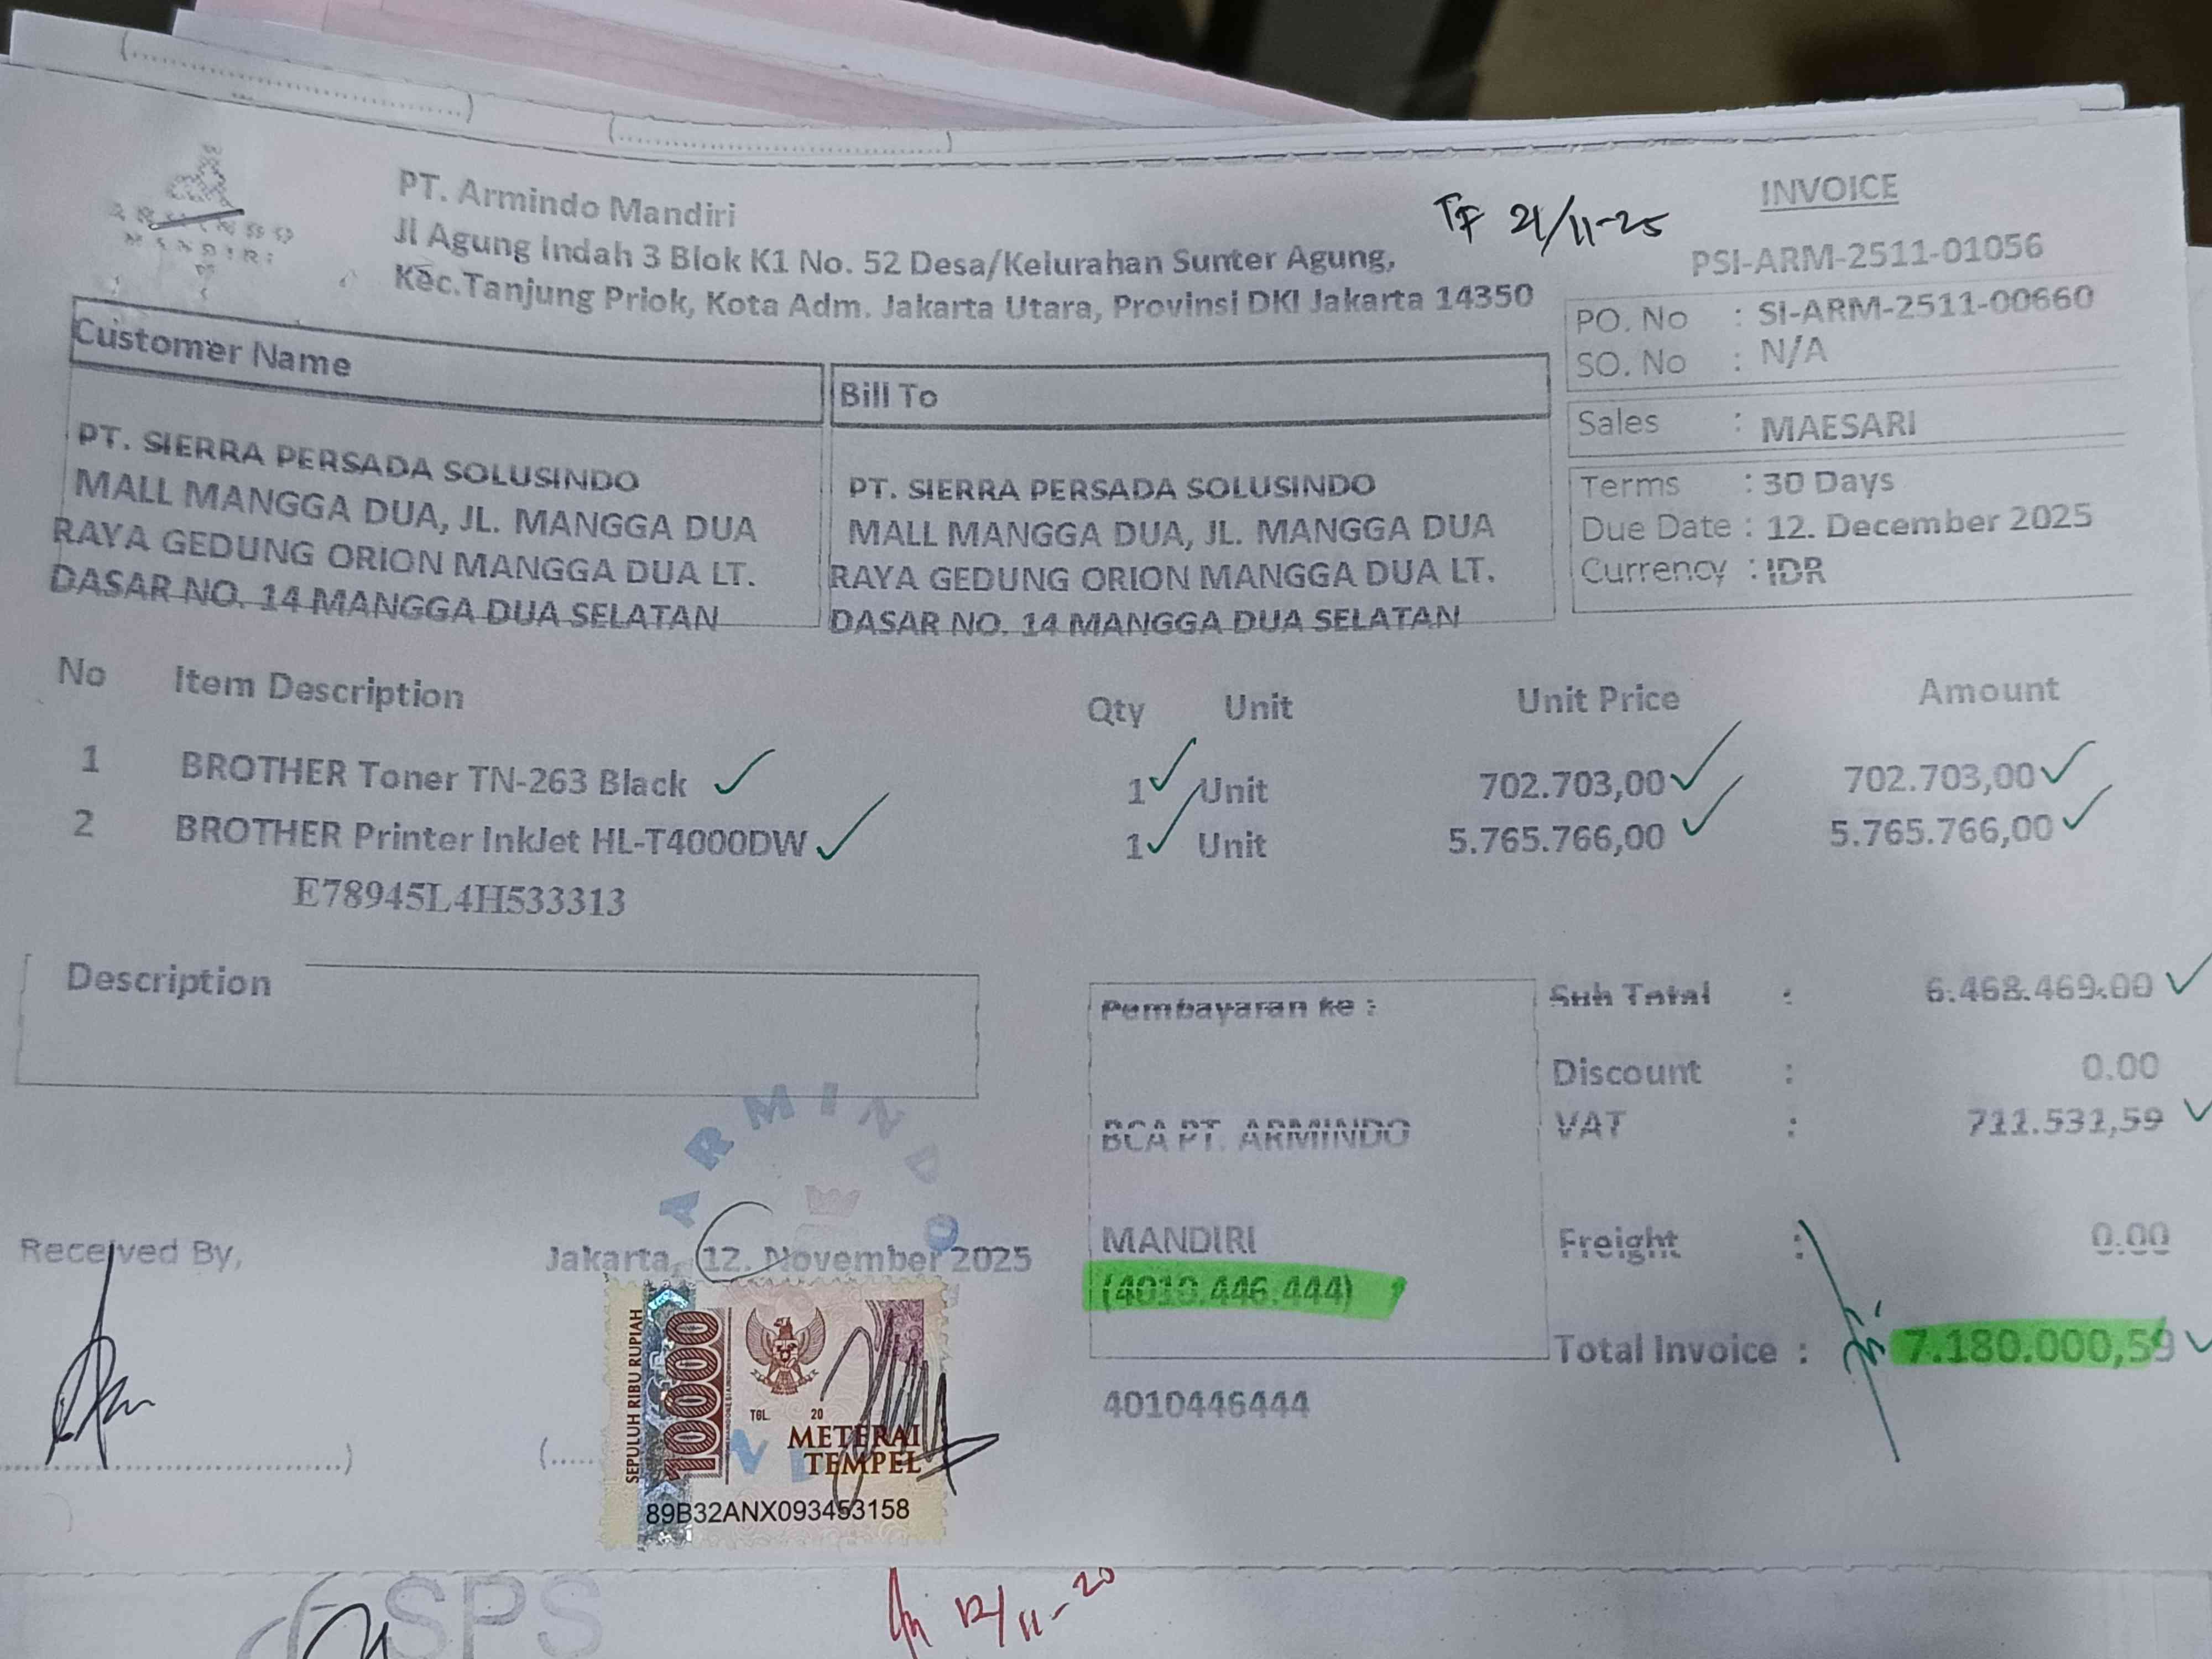 (..........................................)
(..........................................)
ARMINDO
MANDIRI
PT. Armindo Mandiri
Jl Agung Indah 3 Blok K1 No. 52 Desa/Kelurahan Sunter Agung,
Kec.Tanjung Priok, Kota Adm. Jakarta Utara, Provinsi DKI Jakarta 14350
TF 21/11-25
INVOICE
PSI-ARM-2511-01056
PO. No : SI-ARM-2511-00660
SO. No : N/A
Sales : MAESARI
Terms : 30 Days
Due Date : 12. December 2025
Currency : IDR
Customer Name
PT. SIERRA PERSADA SOLUSINDO
MALL MANGGA DUA, JL. MANGGA DUA
RAYA GEDUNG ORION MANGGA DUA LT.
DASAR NO. 14 MANGGA DUA SELATAN
Bill To
PT. SIERRA PERSADA SOLUSINDO
MALL MANGGA DUA, JL. MANGGA DUA
RAYA GEDUNG ORION MANGGA DUA LT.
DASAR NO. 14 MANGGA DUA SELATAN
No Item Description Qty Unit Unit Price Amount
1 BROTHER Toner TN-263 Black 1 Unit 702.703,00 702.703,00
2 BROTHER Printer InkJet HL-T4000DW 1 Unit 5.765.766,00 5.765.766,00
E78945L4H533313
Description
Pembayaran ke :
BCA PT. ARMINDO
MANDIRI
(4010.446.444)
4010446444
Sub Total : 6.468.469,00
Discount : 0.00
VAT : 711.531,59
Freight : 0.00
Total Invoice : 7.180.000,59
Received By,
Jakarta, 12. November 2025
ARMINDO
SEPULUH RIBU RUPIAH
10000
TGL. 20
METERAI
TEMPEL
89B32ANX093453158
SPS
12/11-20